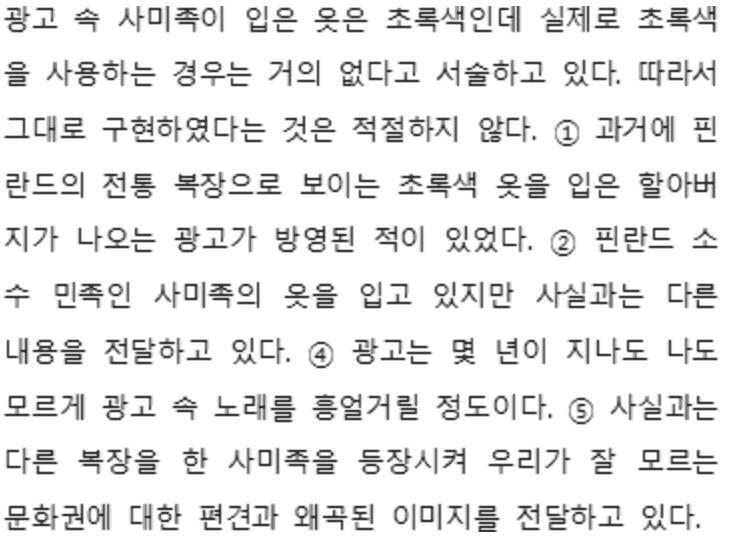 광고 속 사미족이 입은 옷은 초록색인데 실제로 초록색
을 사용하는 경우는 거의 없다고 서술하고 있다. 따라서
그대로 구현하였다는 것은 적절하지 않다. ① 과거에 핀
란드의 전통 복장으로 보이는 초록색 옷을 입은 할아버
지가 나오는 광고가 방영된 적이 있었다. ② 핀란드 소
수 민족인 사미족의 옷을 입고 있지만 사실과는 다른
내용을 전달하고 있다. ④ 광고는 몇 년이 지나도 나도
모르게 광고 속 노래를 흥얼거릴 정도이다. ⑤ 사실과는
다른 복장을 한 사미족을 등장시켜 우리가 잘 모르는
문화권에 대한 편견과 왜곡된 이미지를 전달하고 있다.